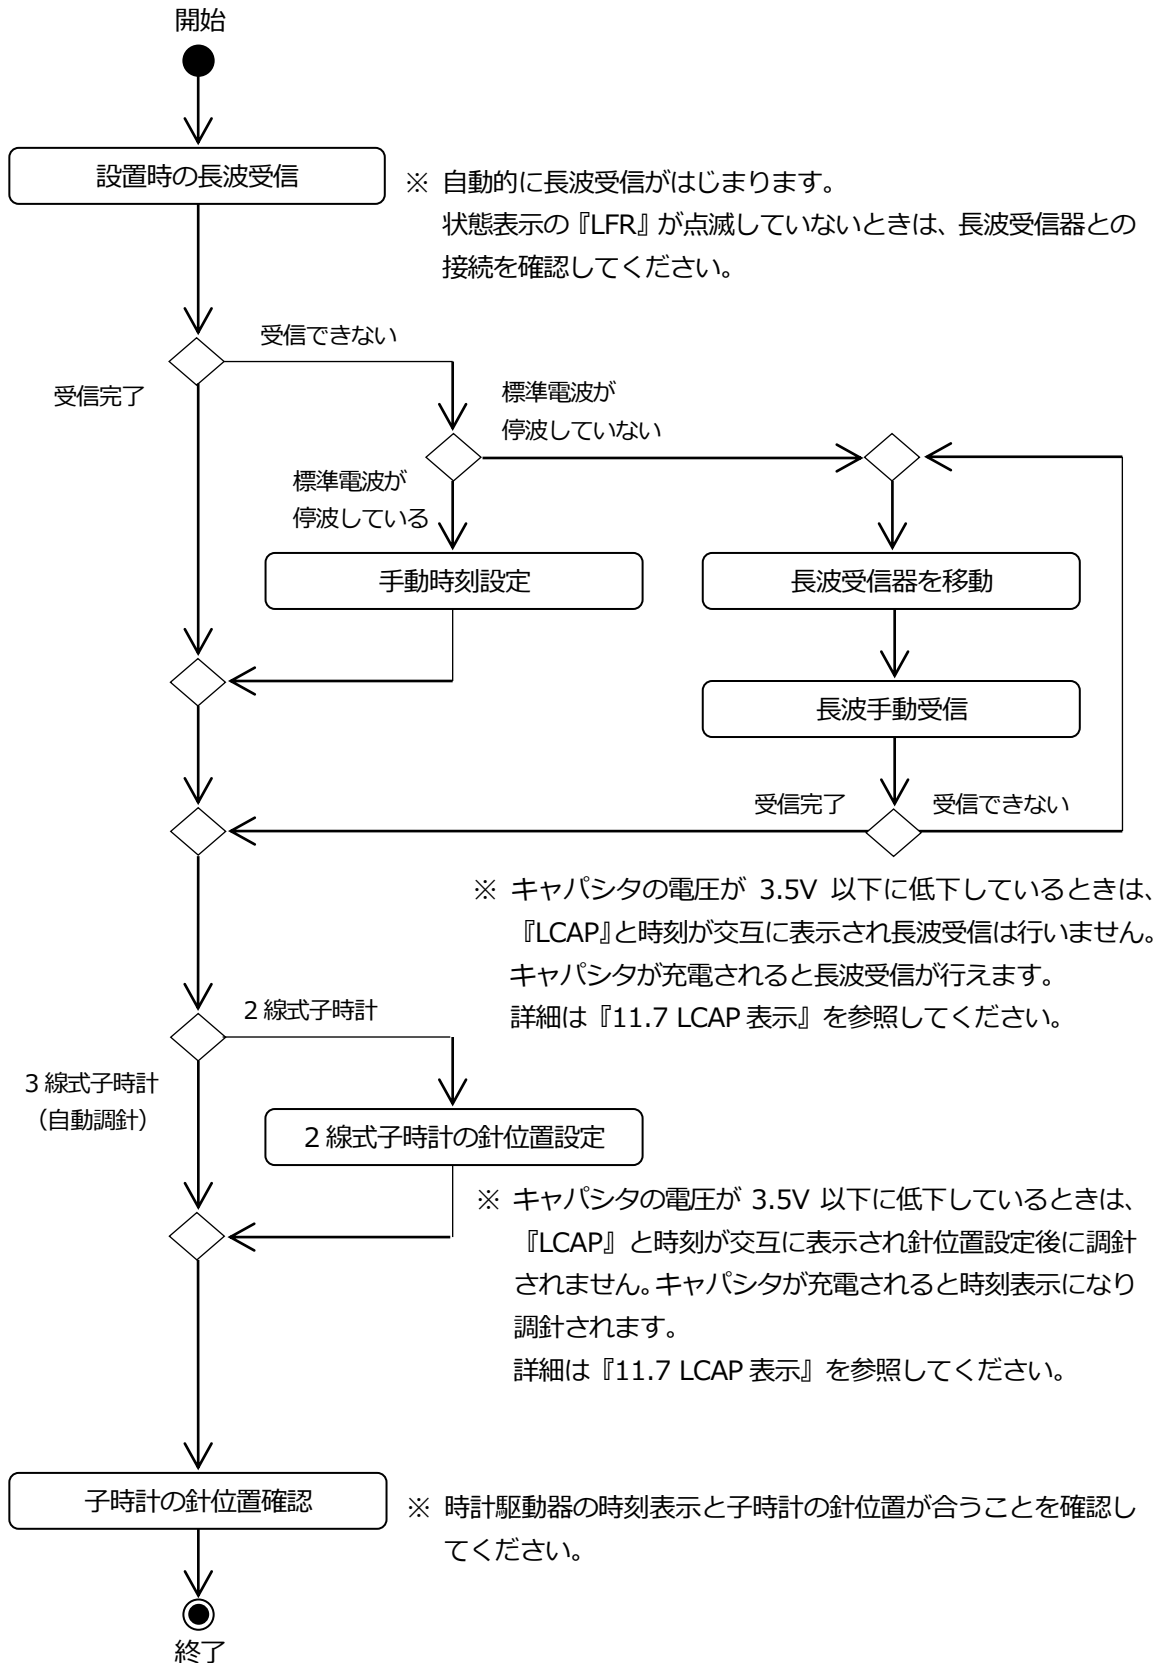 開始
設置時の長波受信
※ 自動的に長波受信がはじまります。
状態表示の『LFR』が点滅していないときは、長波受信器との
接続を確認してください。
受信できない
受信完了
標準電波が
停波していない
標準電波が
停波している
手動時刻設定
長波受信器を移動
長波手動受信
受信完了
受信できない
※ キャパシタの電圧が 3.5V 以下に低下しているときは、
『LCAP』と時刻が交互に表示され長波受信は行いません。
キャパシタが充電されると長波受信が行えます。
詳細は『11.7 LCAP 表示』を参照してください。
2 線式子時計
3 線式子時計
（自動調針）
2 線式子時計の針位置設定
※ キャパシタの電圧が 3.5V 以下に低下しているときは、
『LCAP』と時刻が交互に表示され針位置設定後に調針
されません。キャパシタが充電されると時刻表示になり
調針されます。
詳細は『11.7 LCAP 表示』を参照してください。
子時計の針位置確認
※ 時計駆動器の時刻表示と子時計の針位置が合うことを確認し
てください。
終了